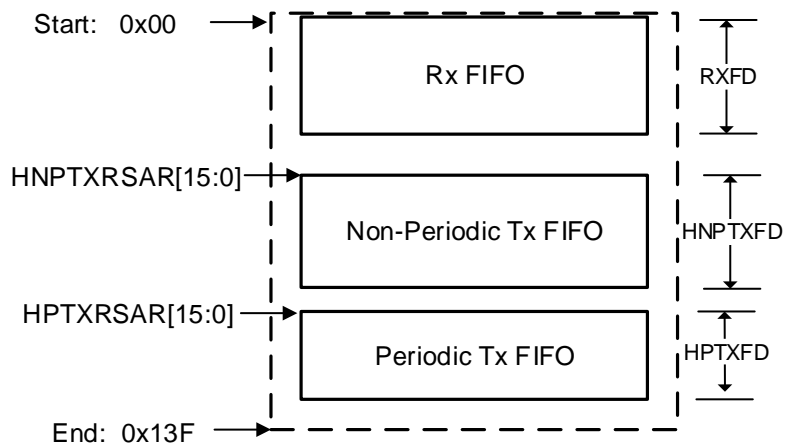 Start: 0x00
Rx FIFO
RXFD
HNPTXRSAR[15:0]
Non-Periodic Tx FIFO
HNPTXFD
HPTXRSAR[15:0]
Periodic Tx FIFO
HPTXFD
End: 0x13F